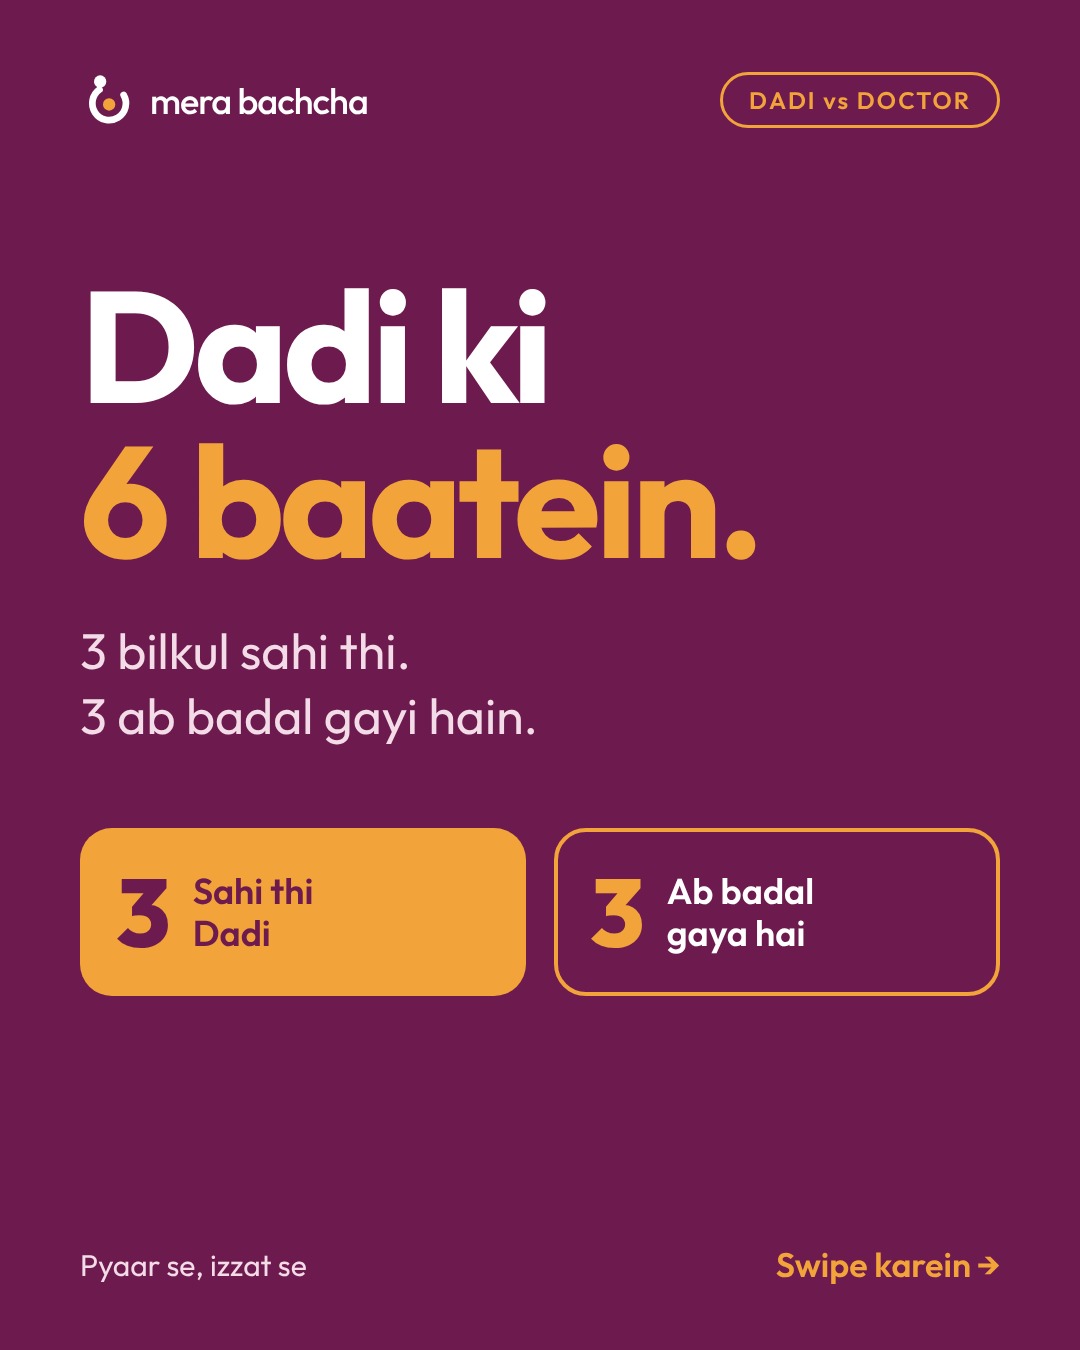 mera bachcha
DADI vs DOCTOR
Dadi ki
6 baatein.
3 bilkul sahi thi.
3 ab badal gayi hain.
3 Sahi thi
Dadi
3 Ab badal
gaya hai
Pyaar se, izzat se
Swipe karein →